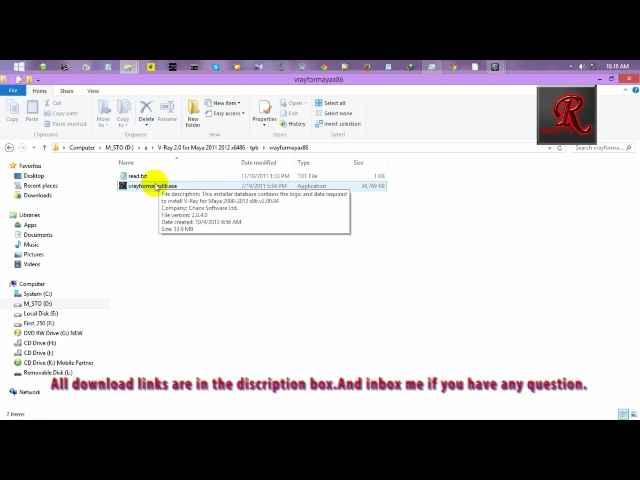 10:18 AM
vrayformayax86
File
Home
Share
View
Copy
Paste
Cut
Copy path
Paste shortcut
Move to
Copy to
Delete
Rename
New folder
New item
Easy access
Properties
Open
Edit
History
Select all
Select none
Invert selection
Clipboard
Organize
New
Open
R
Computer
M_STO (D:)
a
V-Ray 2.0 for Maya 2011 2012 x6486 - tpb
vrayformayax86
Search vrayformayax86
Name
Date modified
Type
Size
read.txt
11/18/2011 1:33 PM
TXT File
1 KB
7/19/2011 5:54 PM
Application
34,769 KB
File description: This installer database contains the logic and data required
to install V-Ray for Maya 2008-2012 x86 v2.00.04
Company: Chaos Software Ltd.
File version: 2.0.4.0
Date created: 10/4/2013 9:56 AM
Size: 33.9 MB
Favorites
Desktop
Recent places
Downloads
Libraries
Apps
Documents
Music
Pictures
Videos
Computer
System (C:)
M_STO (D:)
Local Disk (E:)
First_250 (F:)
DVD RW Drive (G:) NEW
CD Drive (H:)
CD Drive (I:)
CD Drive (K:) Mobile Partner
Removable Disk (L:)
Network
All download links are in the discription box.And inbox me if you have any question.
2 items